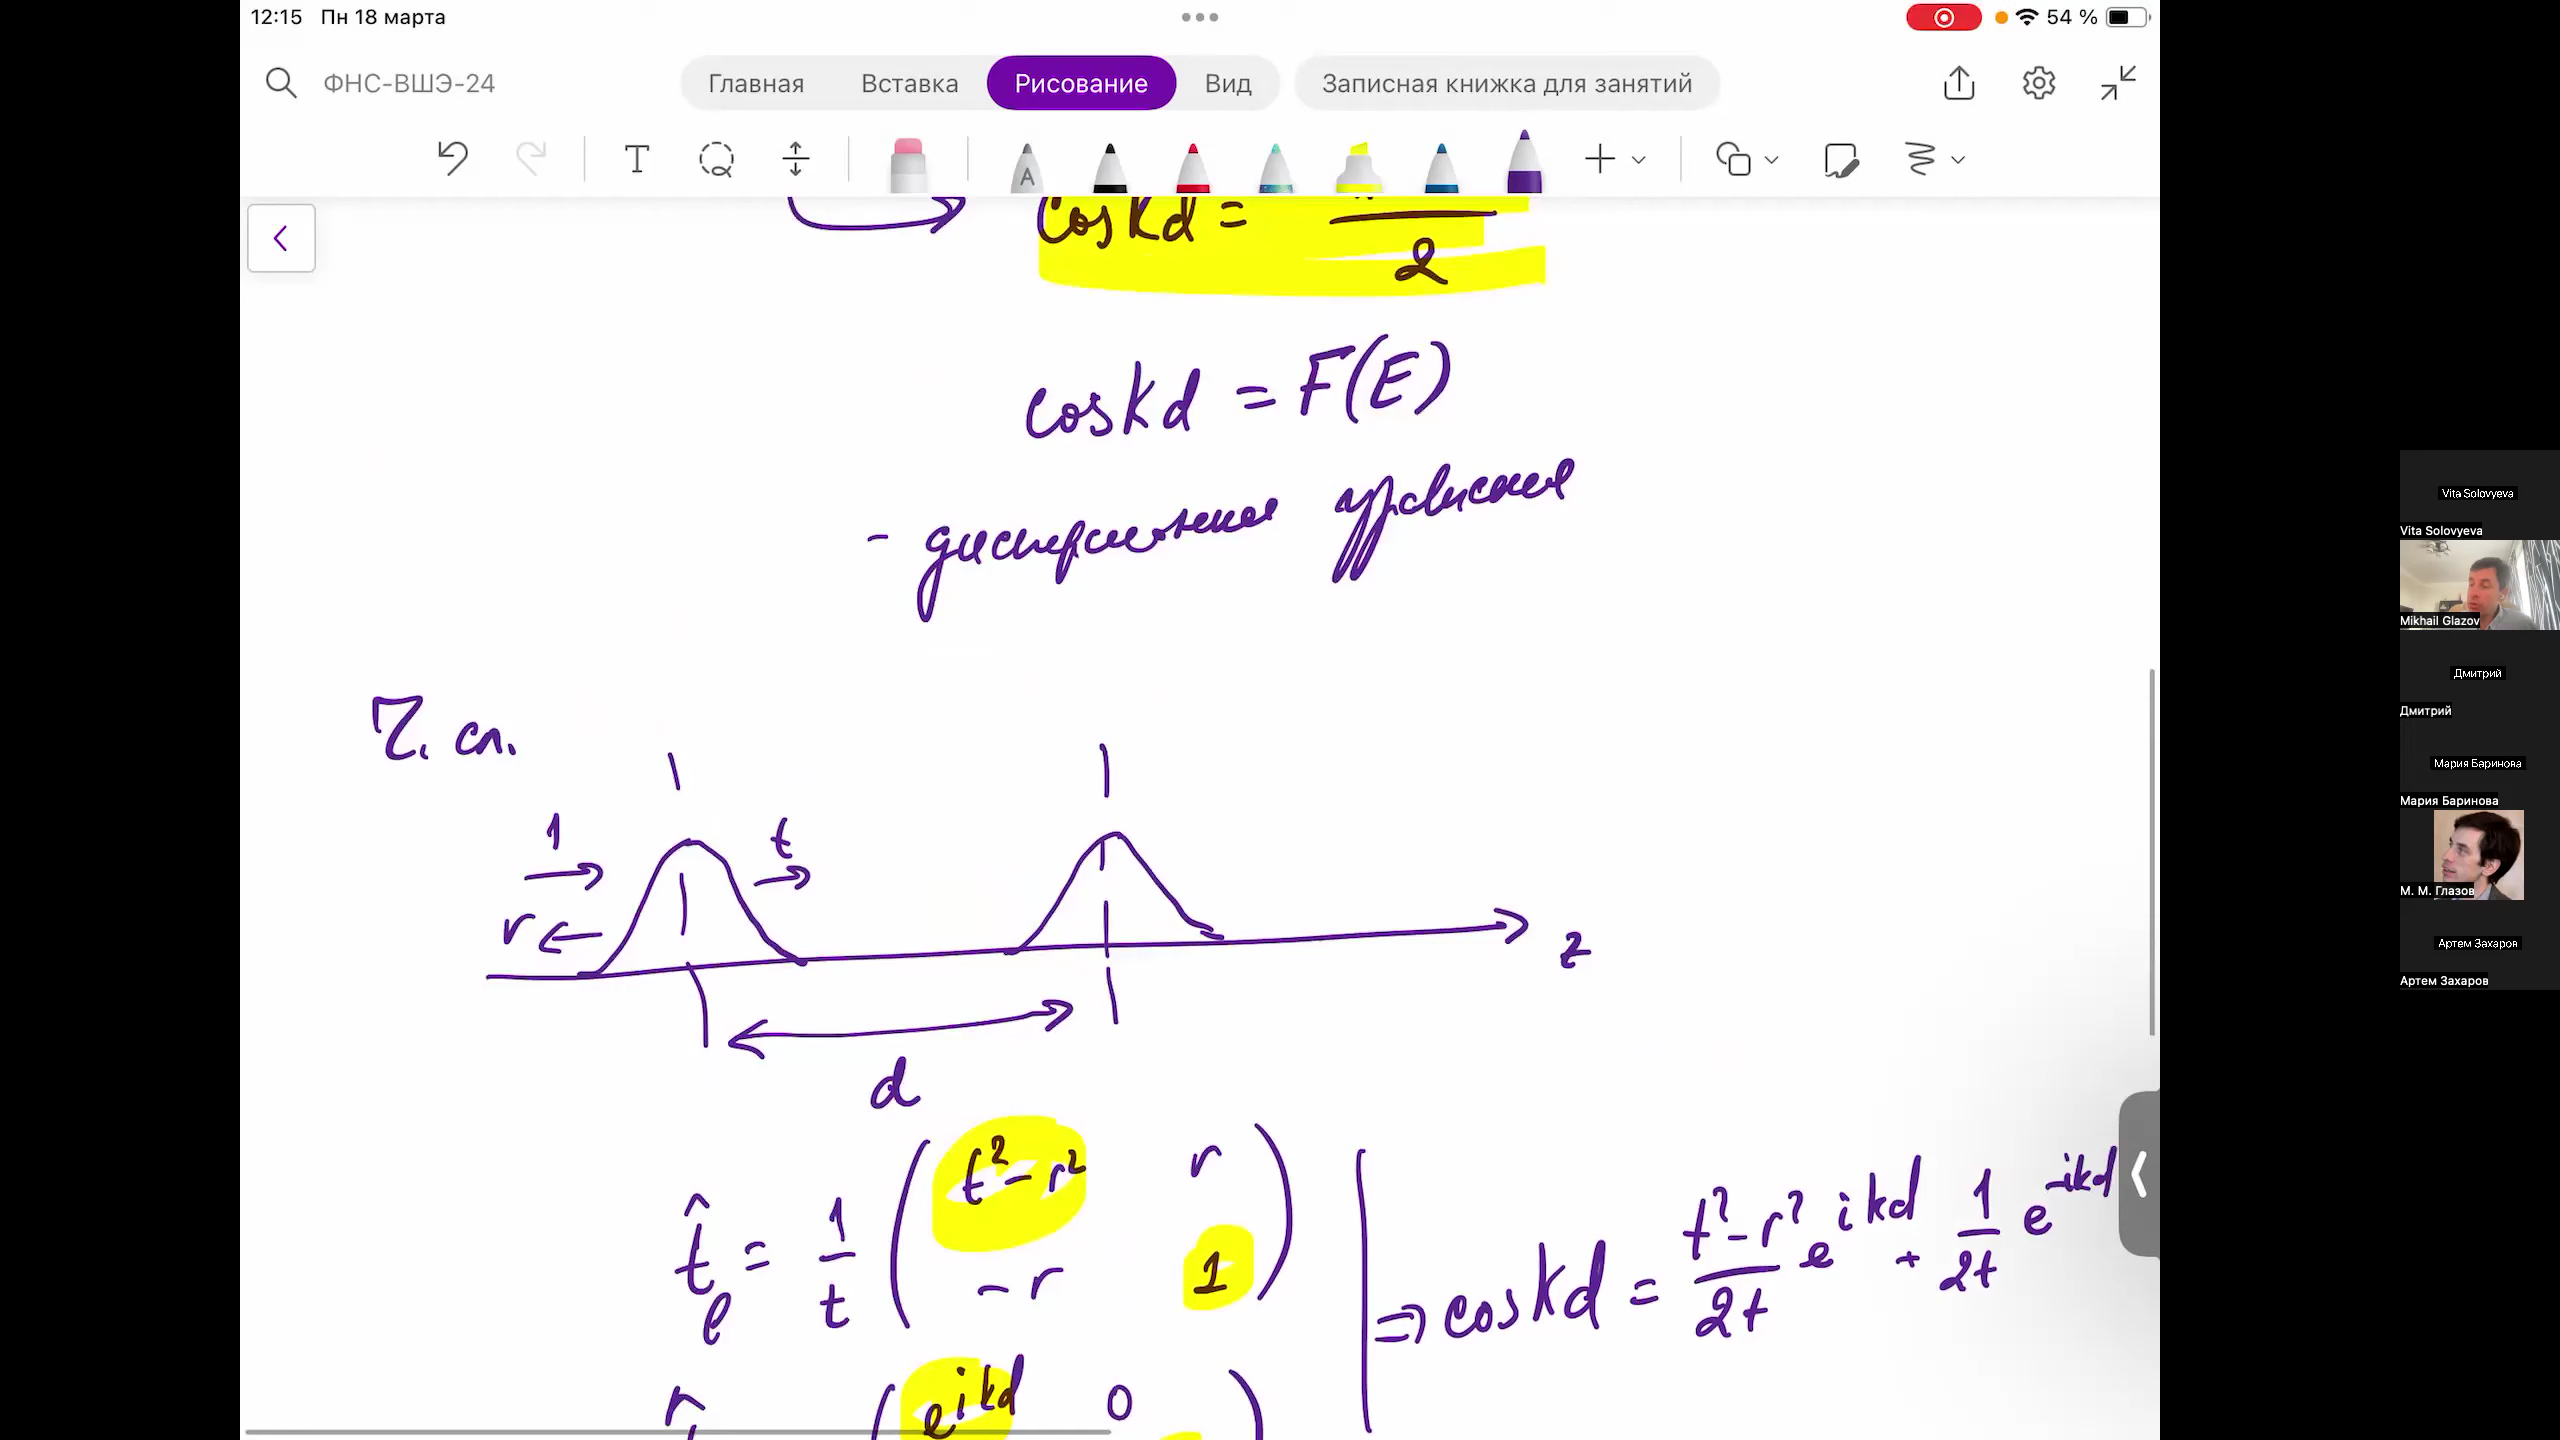 12:15 Пн 18 марта
54 %
ФНС-ВШЭ-24
Главная Вставка Рисование Вид Записная книжка для занятий
T
A
cos Kd = 2
cos Kd = F(E)
- дисперсионное уравнение
Ч. сл.
1
t
r
z
d
t̂_ℓ = 1/t ( t² - r² r
-r 1 )
⇒ cos Kd = (t² - r²)/2t e^{ikd} + 1/2t e^{-ikd}
e^{ikd} 0
Vita Solovyeva
Vita Solovyeva
Mikhail Glazov
Дмитрий
Дмитрий
Мария Баринова
Мария Баринова
М. М. Глазов
Артем Захаров
Артем Захаров